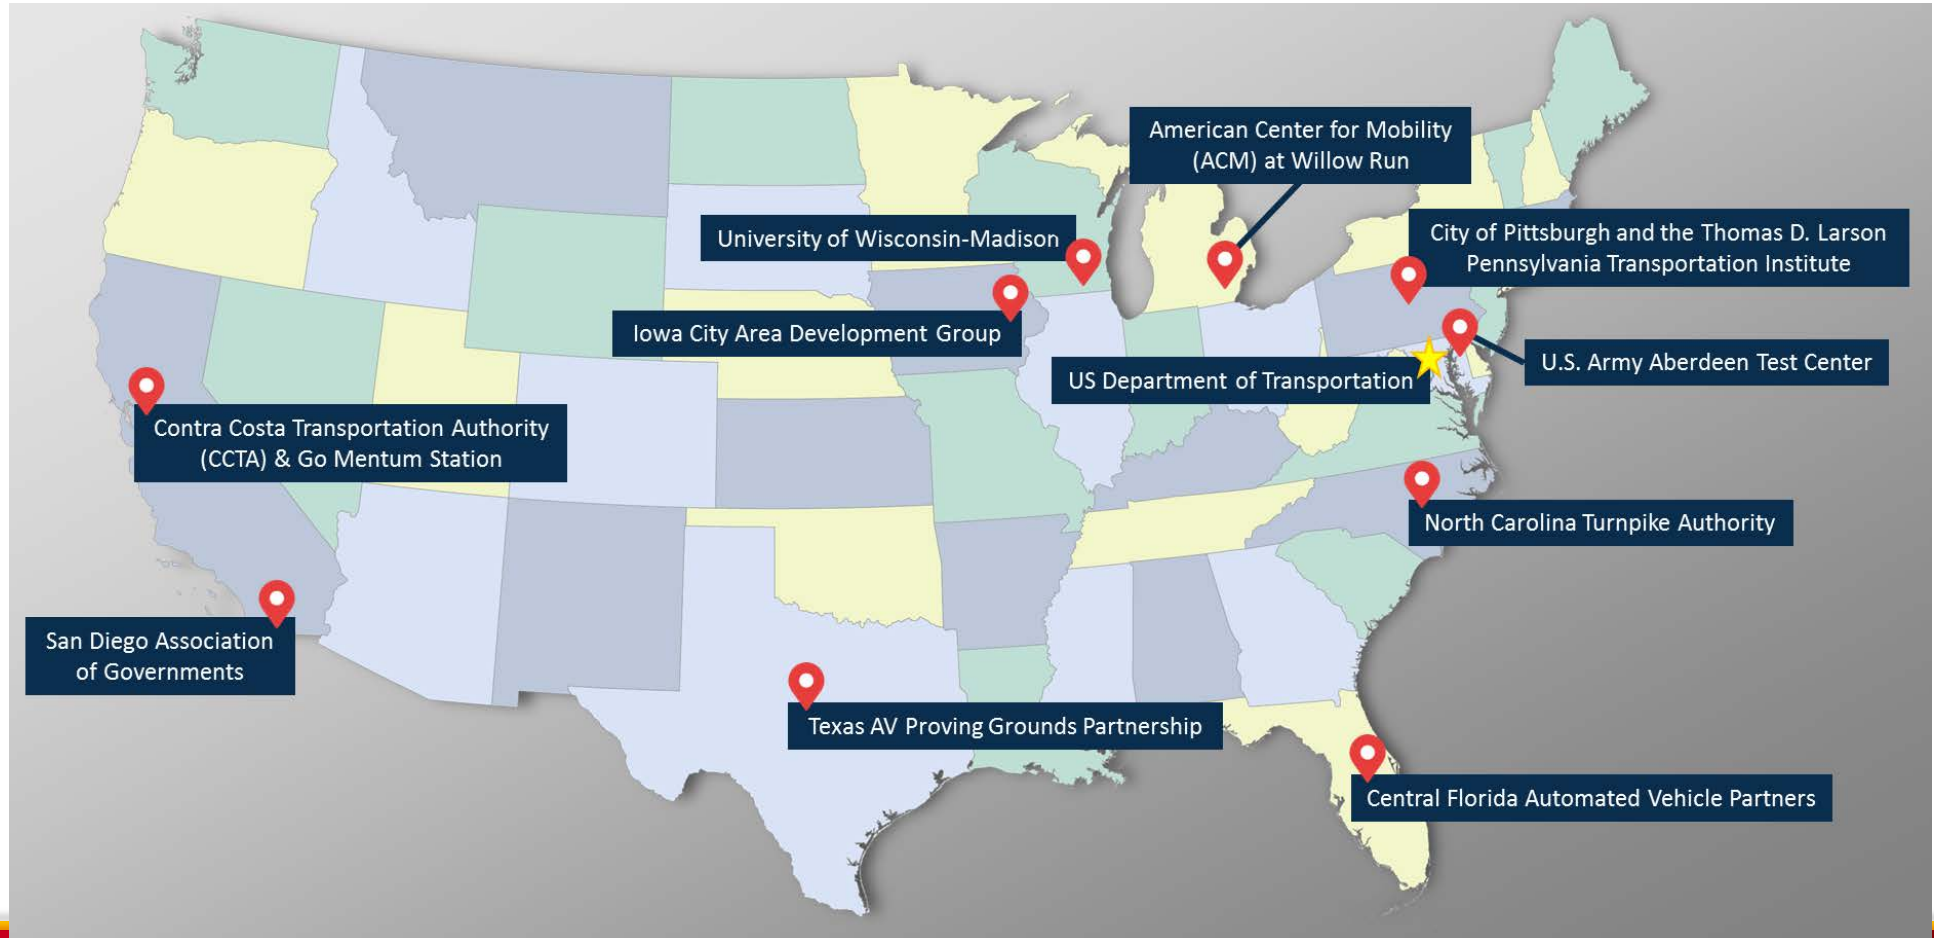 American Center for Mobility
(ACM) at Willow Run
University of Wisconsin-Madison
City of Pittsburgh and the Thomas D. Larson
Pennsylvania Transportation Institute
Iowa City Area Development Group
U.S. Army Aberdeen Test Center
US Department of Transportation
Contra Costa Transportation Authority
(CCTA) & Go Mentum Station
North Carolina Turnpike Authority
San Diego Association
of Governments
Texas AV Proving Grounds Partnership
Central Florida Automated Vehicle Partners